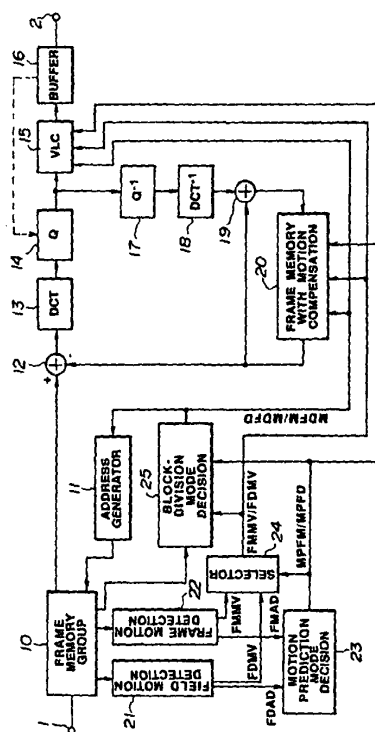 1
10
FRAME MEMORY
GROUP
12
+
-
13
DCT
14
Q
15
VLC
16
BUFFER
2
17
Q⁻¹
18
DCT⁻¹
19
20
FRAME MEMORY
WITH MOTION
COMPENSATION
11
ADDRESS
GENERATOR
25
BLOCK-
DIVISION
MODE
DECISION
MDFM/MDFD
22
FRAME MOTION
DETECTION
21
FIELD MOTION
DETECTION
FMMV
FDMV
24
SELECTOR
FMMV/FDMV
FMAD
FDAD
MPFM/MPFD
MOTION
PREDICTION
MODE
DECISION
23